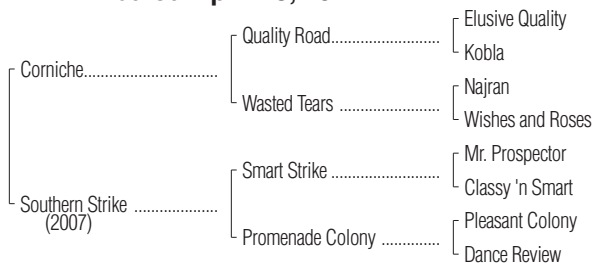 Elusive Quality
Quality Road
Kobla
Corniche
Najran
Wasted Tears
Wishes and Roses
Mr. Prospector
Smart Strike
Classy 'n Smart
Southern Strike
(2007)
Pleasant Colony
Promenade Colony
Dance Review